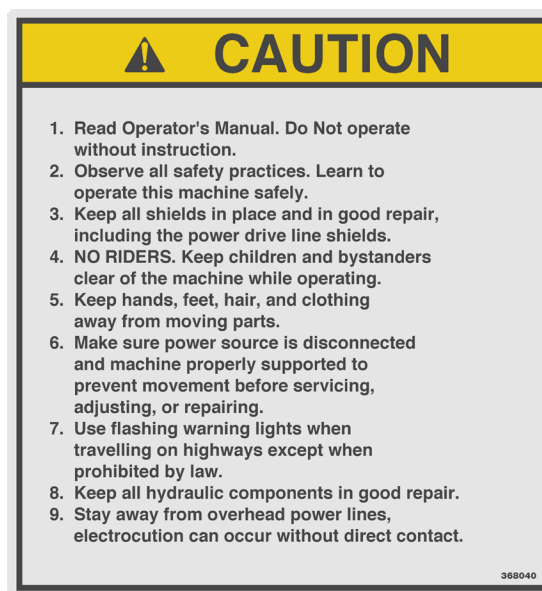 CAUTION
1. Read Operator's Manual. Do Not operate
without instruction.
2. Observe all safety practices. Learn to
operate this machine safely.
3. Keep all shields in place and in good repair,
including the power drive line shields.
4. NO RIDERS. Keep children and bystanders
clear of the machine while operating.
5. Keep hands, feet, hair, and clothing
away from moving parts.
6. Make sure power source is disconnected
and machine properly supported to
prevent movement before servicing,
adjusting, or repairing.
7. Use flashing warning lights when
travelling on highways except when
prohibited by law.
8. Keep all hydraulic components in good repair.
9. Stay away from overhead power lines,
electrocution can occur without direct contact.
368040